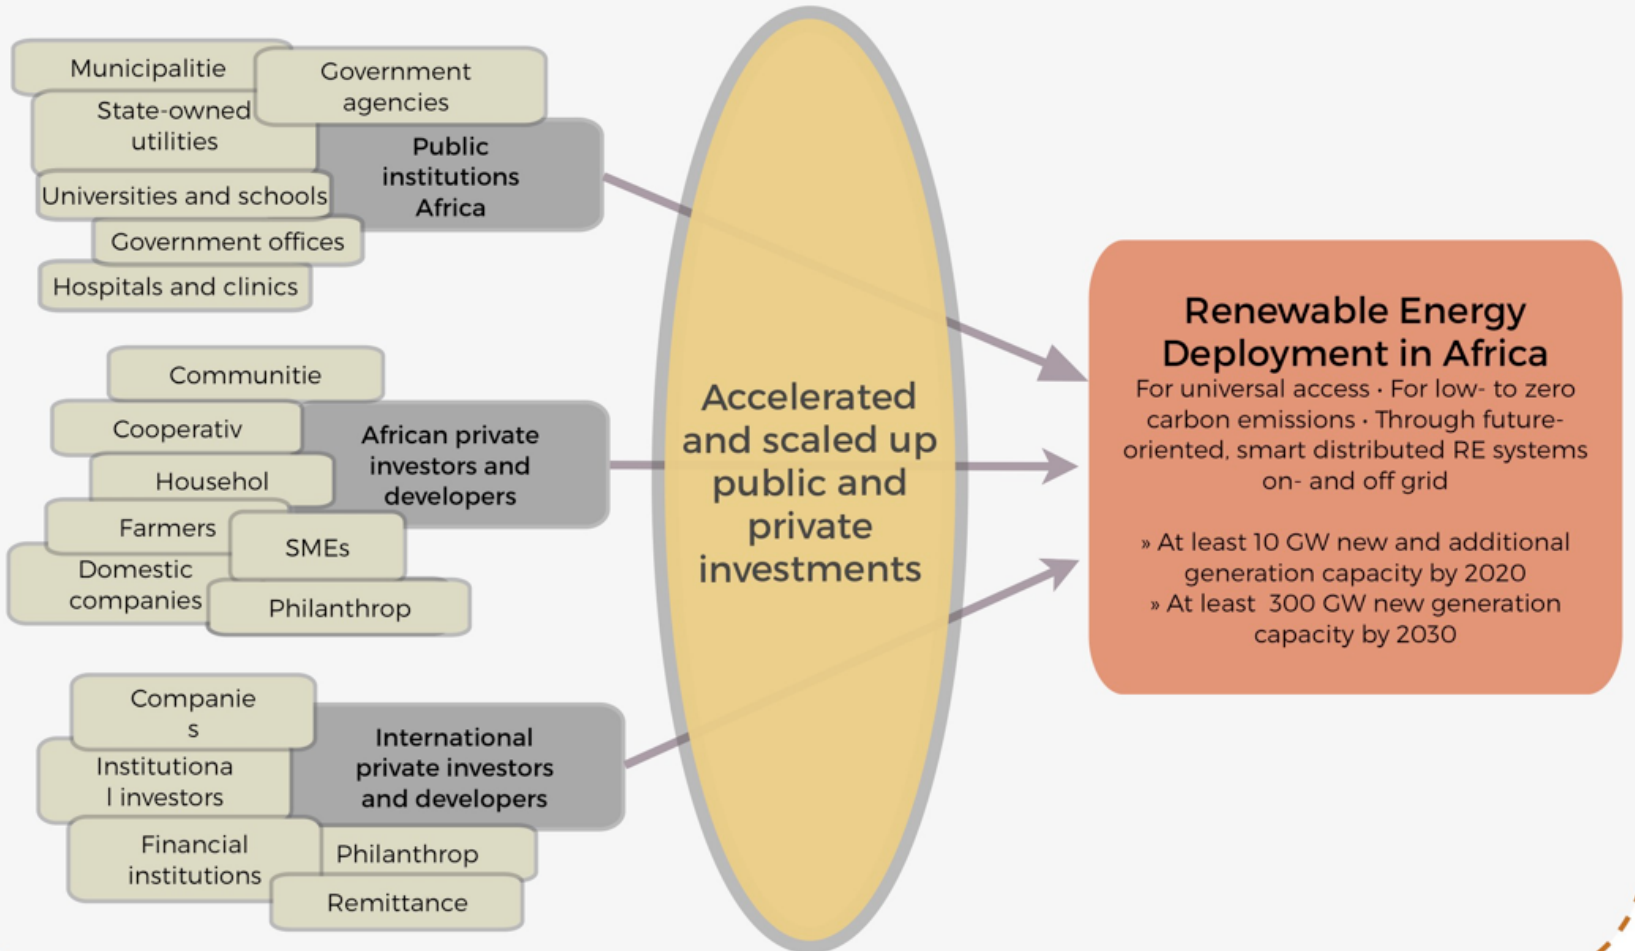 Municipalitie
Government
agencies
State-owned
utilities
Public
institutions
Africa
Universities and schools
Government offices
Hospitals and clinics
Communitie
Cooperativ
African private
investors and
developers
Househol
Farmers
SMEs
Domestic
companies
Philanthrop
Companie
s
International
private investors
and developers
Institutiona
l investors
Financial
institutions
Philanthrop
Remittance
Accelerated
and scaled up
public and
private
investments
Renewable Energy
Deployment in Africa
For universal access · For low- to zero
carbon emissions · Through future-
oriented, smart distributed RE systems
on- and off grid
» At least 10 GW new and additional
generation capacity by 2020
» At least 300 GW new generation
capacity by 2030